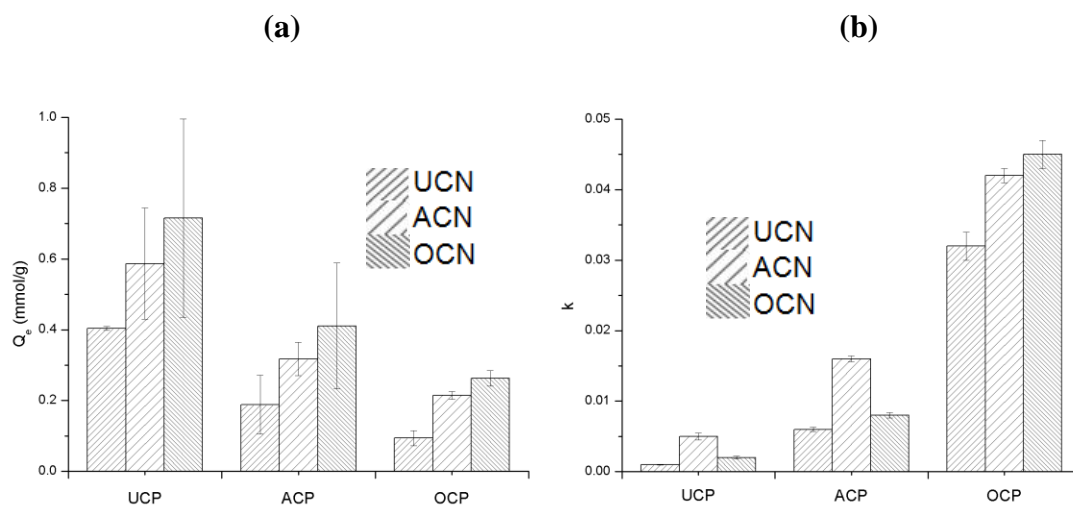 (a)
(b)
1.0
0.8
0.6
0.4
0.2
0.0
Qe (mmol/g)
UCN
ACN
OCN
UCP
ACP
OCP
0.05
0.04
0.03
0.02
0.01
0.00
k
UCN
ACN
OCN
UCP
ACP
OCP